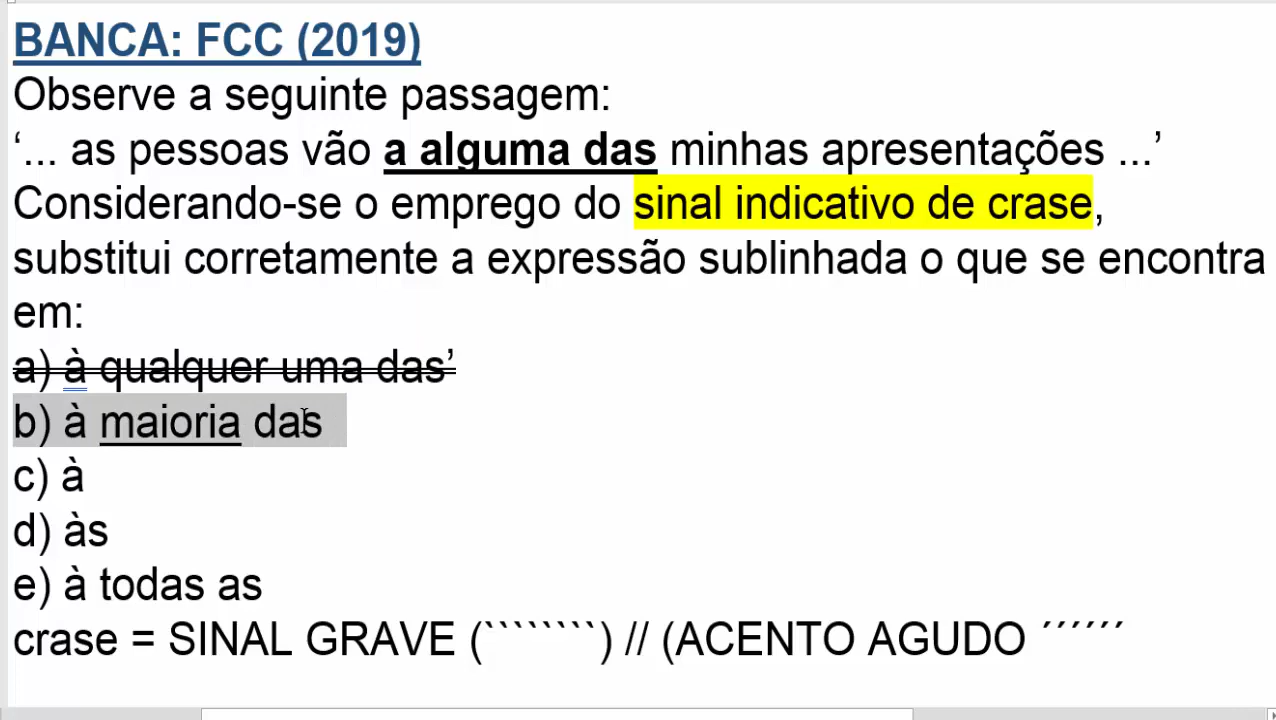 BANCA: FCC (2019)
Observe a seguinte passagem:
‘... as pessoas vão a alguma das minhas apresentações ...’
Considerando-se o emprego do sinal indicativo de crase,
substitui corretamente a expressão sublinhada o que se encontra
em:
a) à qualquer uma das’
b) à maioria das
c) à
d) às
e) à todas as
crase = SINAL GRAVE (````````) // (ACENTO AGUDO ´´´´´´